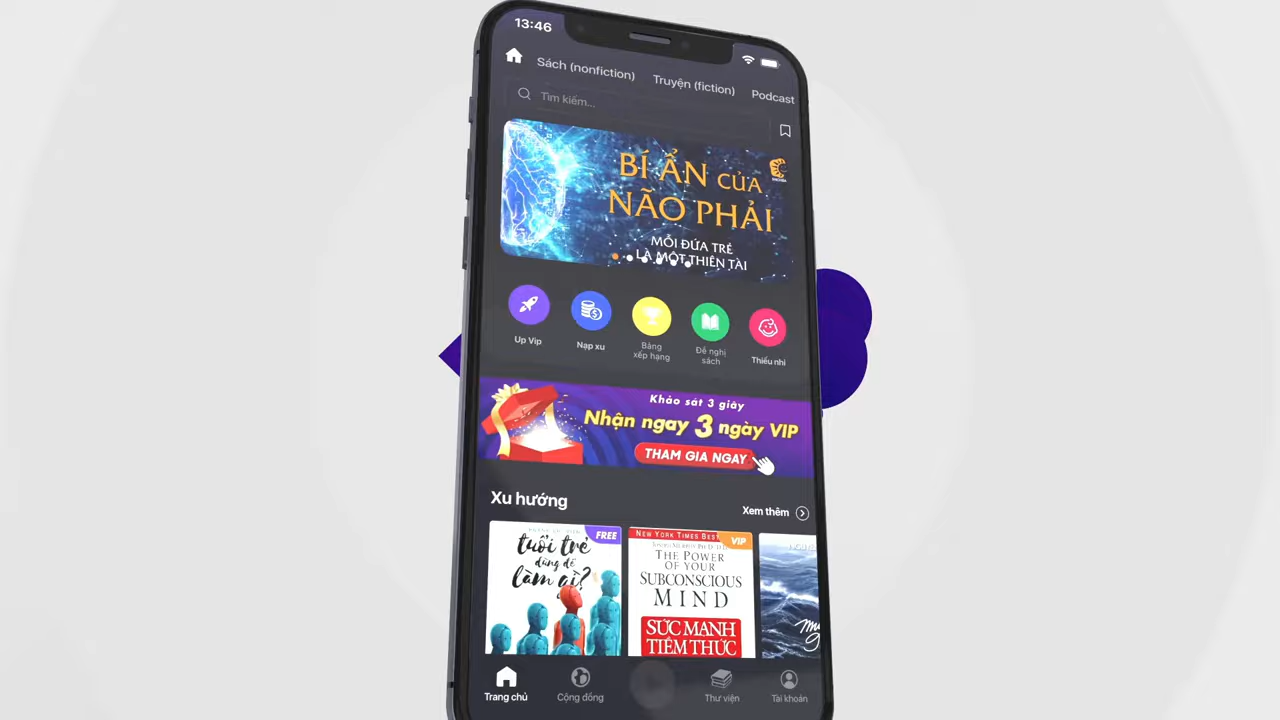 13:46
Sách (nonfiction)
Truyện (fiction)
Podcast
Tìm kiếm...
BÍ ẨN CỦA
NÃO PHẢI
MỖI ĐỨA TRẺ
LÀ MỘT THIÊN TÀI
Up Vip
Nạp xu
Bảng
xếp hạng
Đề nghị
sách
Thiếu nhi
Khảo sát 3 giây
Nhận ngay 3 ngày VIP
THAM GIA NGAY
Xu hướng
Xem thêm
FREE
tuổi trẻ
đáng để
làm gì?
NEW YORK TIMES
VIP
THE POWER
OF YOUR
SUBCONSCIOUS
MIND
SỨC MẠNH
TIỀM THỨC
Trang chủ
Cộng đồng
Thư viện
Tài khoản